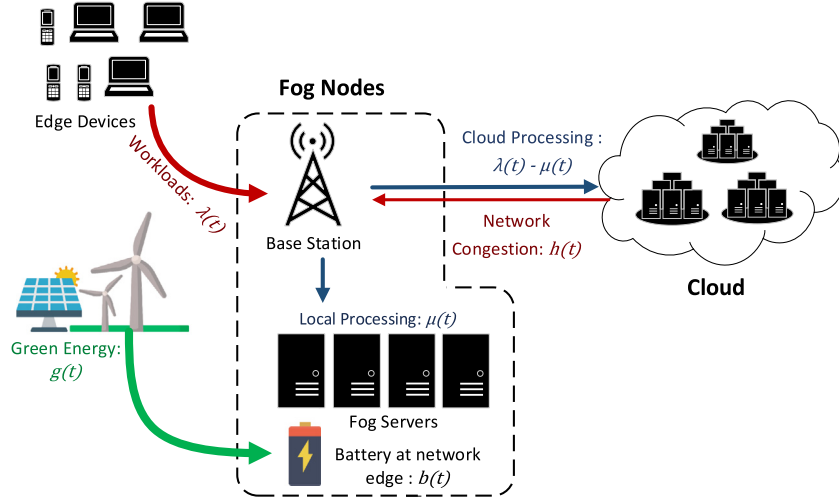 Fog Nodes
Edge Devices
Workloads: λ(t)
Cloud Processing :
λ(t) - μ(t)
Base Station
Network
Congestion: h(t)
Cloud
Local Processing: μ(t)
Green Energy:
g(t)
Fog Servers
Battery at network
edge : b(t)